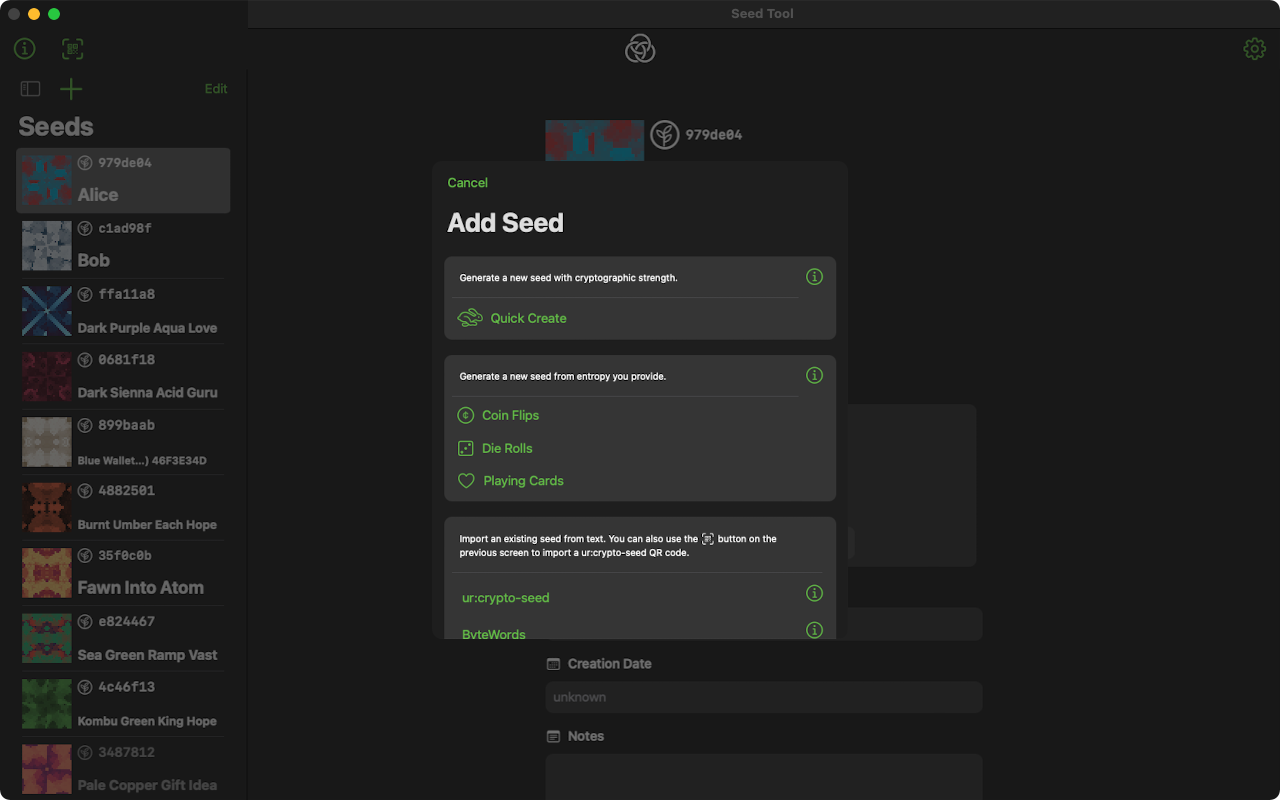 Seed Tool
Edit
Seeds
979de04
Alice
c1ad98f
Bob
ffa11a8
Dark Purple Aqua Love
0681f18
Dark Sienna Acid Guru
899baab
Blue Wallet...) 46F3E34D
4882501
Burnt Umber Each Hope
35f0c0b
Fawn Into Atom
e824467
Sea Green Ramp Vast
4c46f13
Kombu Green King Hope
3487812
Pale Copper Gift Idea
979de04
Cancel
Add Seed
Generate a new seed with cryptographic strength.
Quick Create
Generate a new seed from entropy you provide.
Coin Flips
Die Rolls
Playing Cards
Import an existing seed from text. You can also use the button on the
previous screen to import a ur:crypto-seed QR code.
ur:crypto-seed
ByteWords
Creation Date
unknown
Notes